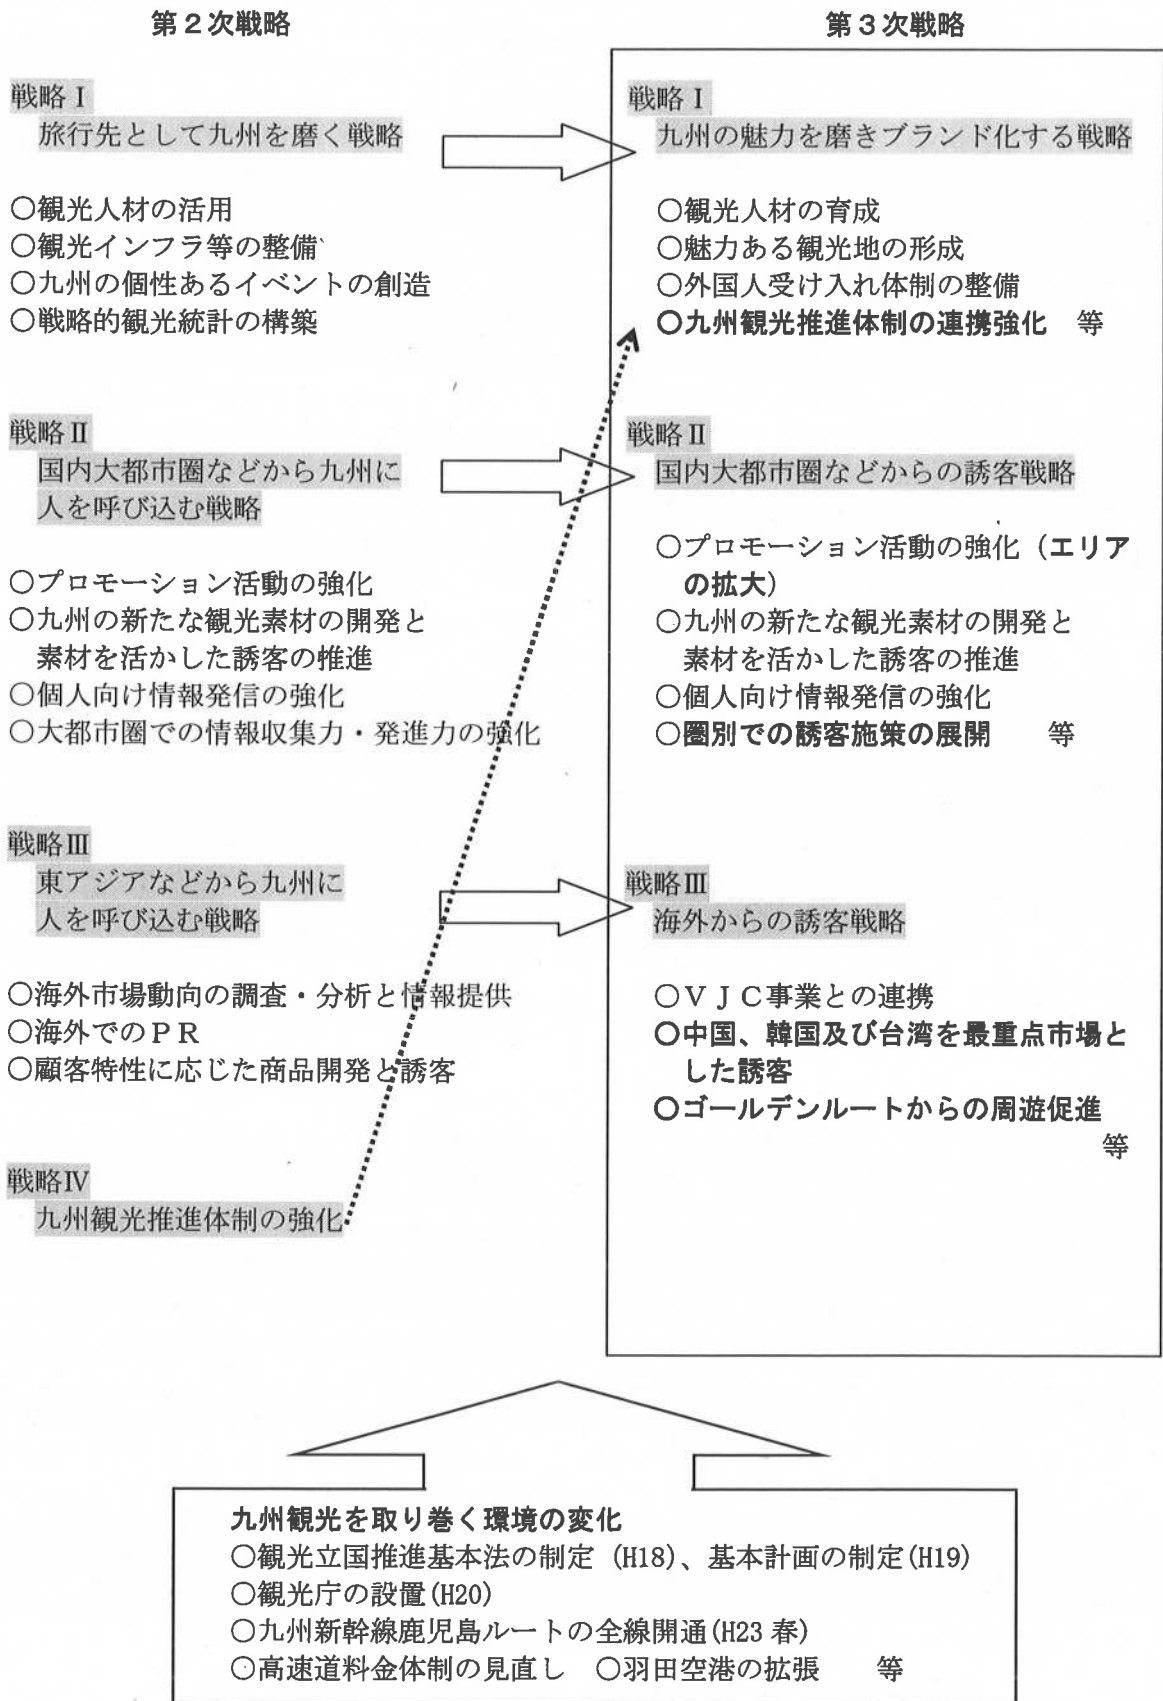 第２次戦略
戦略Ⅰ
旅行先として九州を磨く戦略
○観光人材の活用
○観光インフラ等の整備
○九州の個性あるイベントの創造
○戦略的観光統計の構築
戦略Ⅱ
国内大都市圏などから九州に
人を呼び込む戦略
○プロモーション活動の強化
○九州の新たな観光素材の開発と
素材を活かした誘客の推進
○個人向け情報発信の強化
○大都市圏での情報収集力・発進力の強化
戦略Ⅲ
東アジアなどから九州に
人を呼び込む戦略
○海外市場動向の調査・分析と情報提供
○海外でのＰＲ
○顧客特性に応じた商品開発と誘客
戦略Ⅳ
九州観光推進体制の強化
第３次戦略
戦略Ⅰ
九州の魅力を磨きブランド化する戦略
○観光人材の育成
○魅力ある観光地の形成
○外国人受け入れ体制の整備
○九州観光推進体制の連携強化　等
戦略Ⅱ
国内大都市圏などからの誘客戦略
○プロモーション活動の強化（エリア
の拡大）
○九州の新たな観光素材の開発と
素材を活かした誘客の推進
○個人向け情報発信の強化
○圏別での誘客施策の展開　　等
戦略Ⅲ
海外からの誘客戦略
○ＶＪＣ事業との連携
○中国、韓国及び台湾を最重点市場と
した誘客
○ゴールデンルートからの周遊促進
等
九州観光を取り巻く環境の変化
○観光立国推進基本法の制定（H18）、基本計画の制定(H19)
○観光庁の設置(H20)
○九州新幹線鹿児島ルートの全線開通(H23 春)
○高速道料金体制の見直し　○羽田空港の拡張　　等